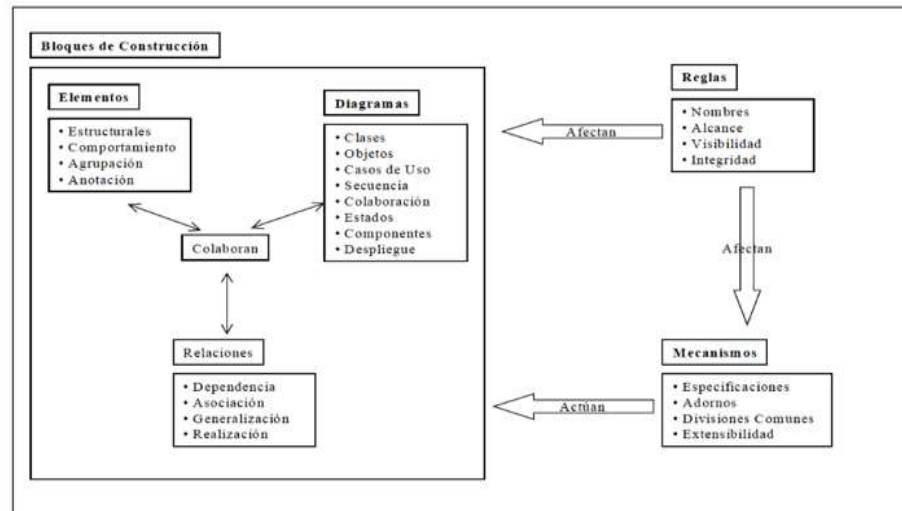 Bloques de Construcción
Elementos
• Estructurales
• Comportamiento
• Agrupación
• Anotación
Diagramas
• Clases
• Objetos
• Casos de Uso
• Secuencia
• Colaboración
• Estados
• Componentes
• Despliegue
Colaboran
Relaciones
• Dependencia
• Asociación
• Generalización
• Realización
Reglas
• Nombres
• Alcance
• Visibilidad
• Integridad
Afectan
Afectan
Mecanismos
• Especificaciones
• Adornos
• Divisiones Comunes
• Extensibilidad
Actúan